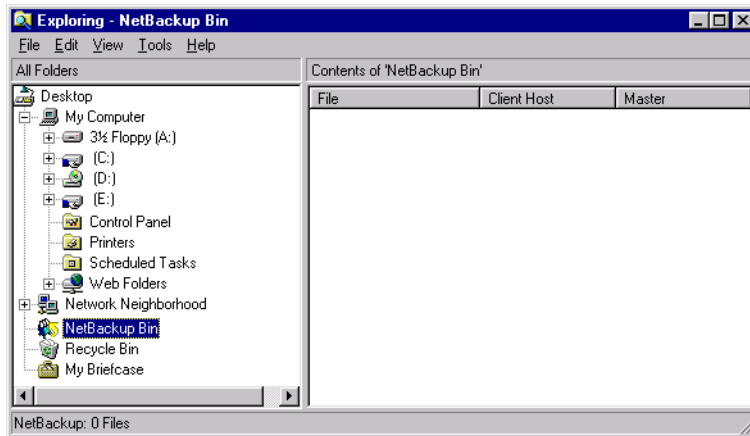 Exploring - NetBackup Bin
File Edit View Tools Help
All Folders
Contents of 'NetBackup Bin'
File Client Host Master
Desktop
My Computer
3½ Floppy (A:)
(C:)
(D:)
(E:)
Control Panel
Printers
Scheduled Tasks
Web Folders
Network Neighborhood
NetBackup Bin
Recycle Bin
My Briefcase
NetBackup: 0 Files